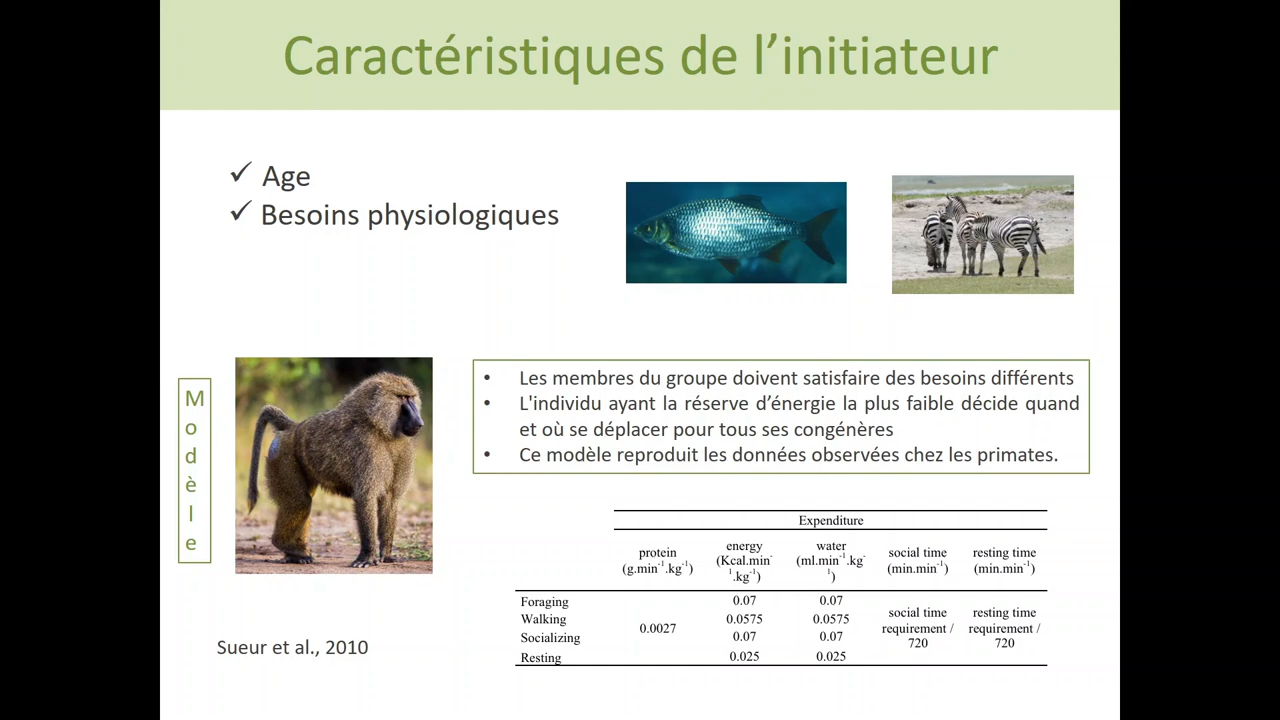 Caractéristiques de l’initiateur
✓ Age
✓ Besoins physiologiques
Modèle
• Les membres du groupe doivent satisfaire des besoins différents
• L'individu ayant la réserve d’énergie la plus faible décide quand
et où se déplacer pour tous ses congénères
• Ce modèle reproduit les données observées chez les primates.
Expenditure
protein (g.min⁻¹.kg⁻¹) energy (Kcal.min⁻¹.kg⁻¹) water (ml.min⁻¹.kg⁻¹) social time (min.min⁻¹) resting time (min.min⁻¹)
Foraging 0.07 0.07
Walking 0.0575 0.0575
Socializing 0.07 0.07
Resting 0.025 0.025
0.0027
social time requirement / 720
resting time requirement / 720
Sueur et al., 2010